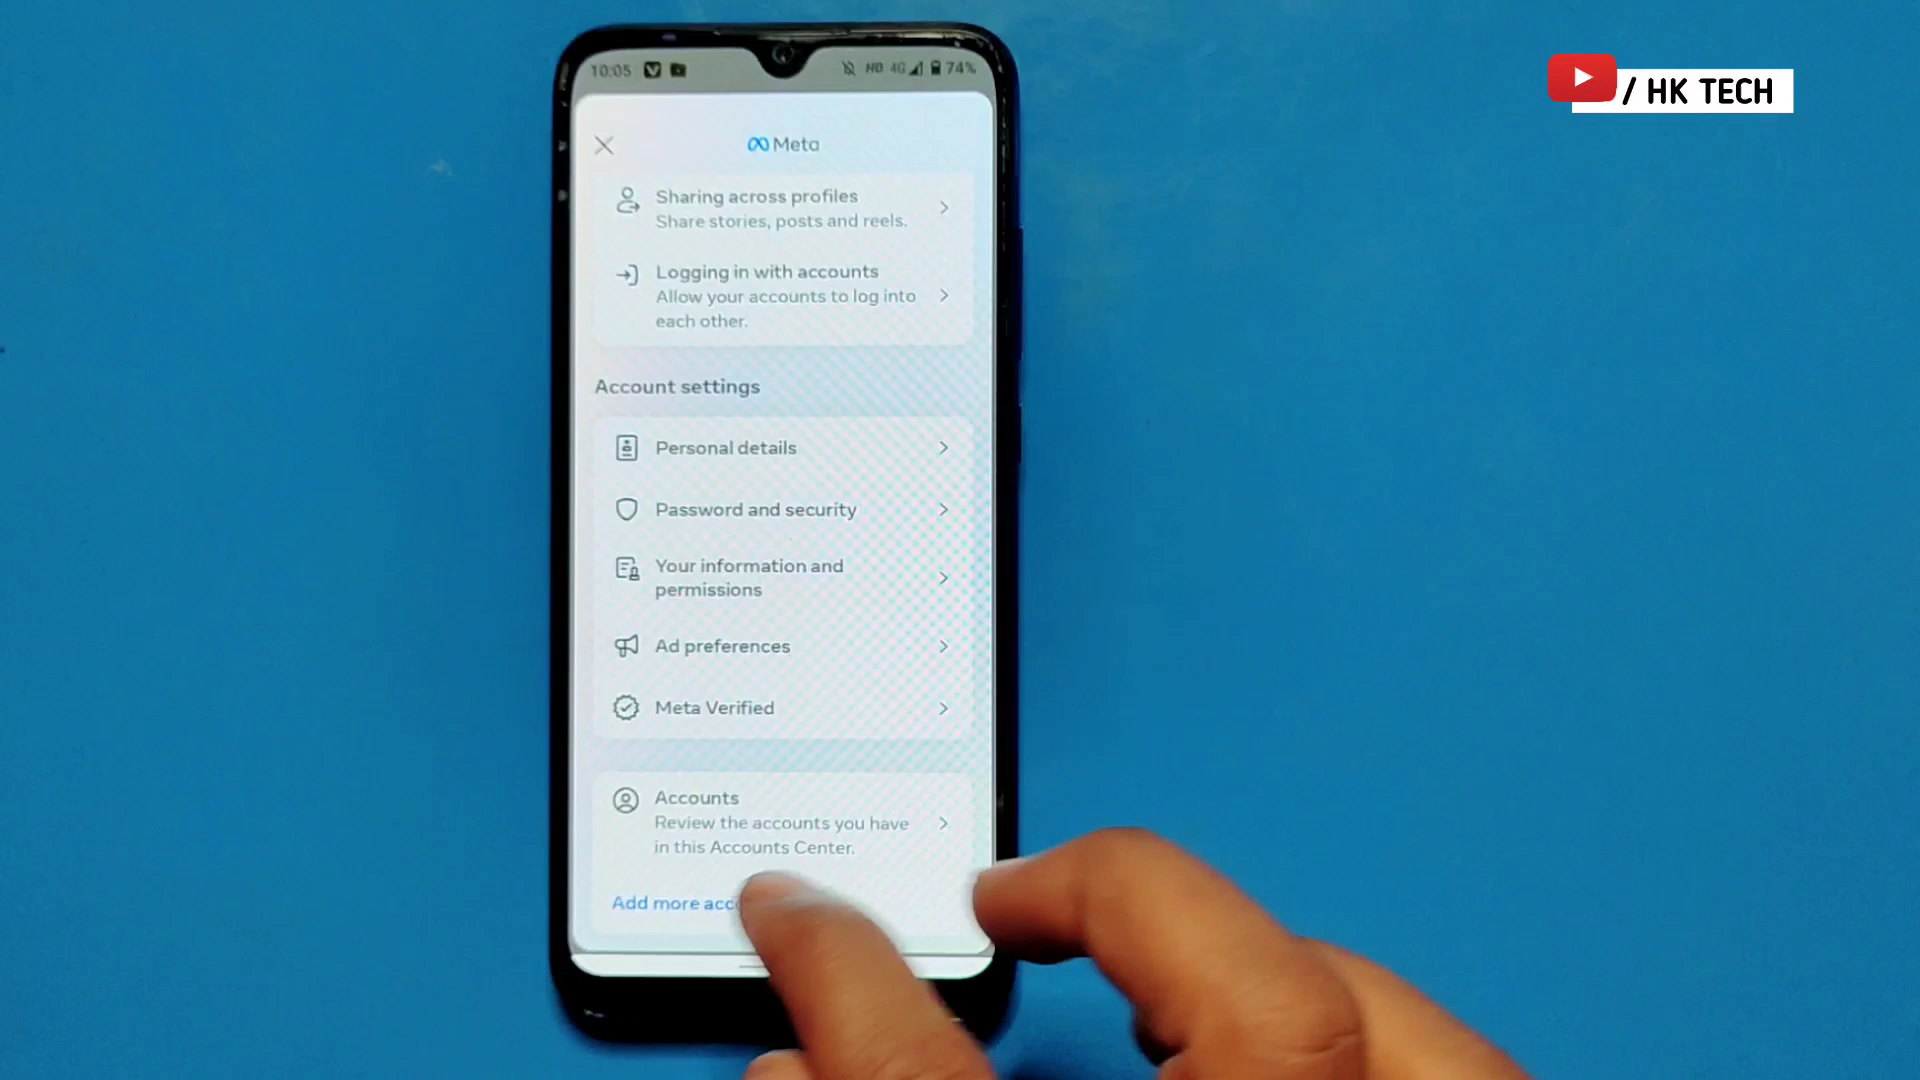 10:05 HD 4G 74%
/ HK TECH
Meta
Sharing across profiles
Share stories, posts and reels.
Logging in with accounts
Allow your accounts to log into
each other.
Account settings
Personal details
Password and security
Your information and
permissions
Ad preferences
Meta Verified
Accounts
Review the accounts you have
in this Accounts Center.
Add more